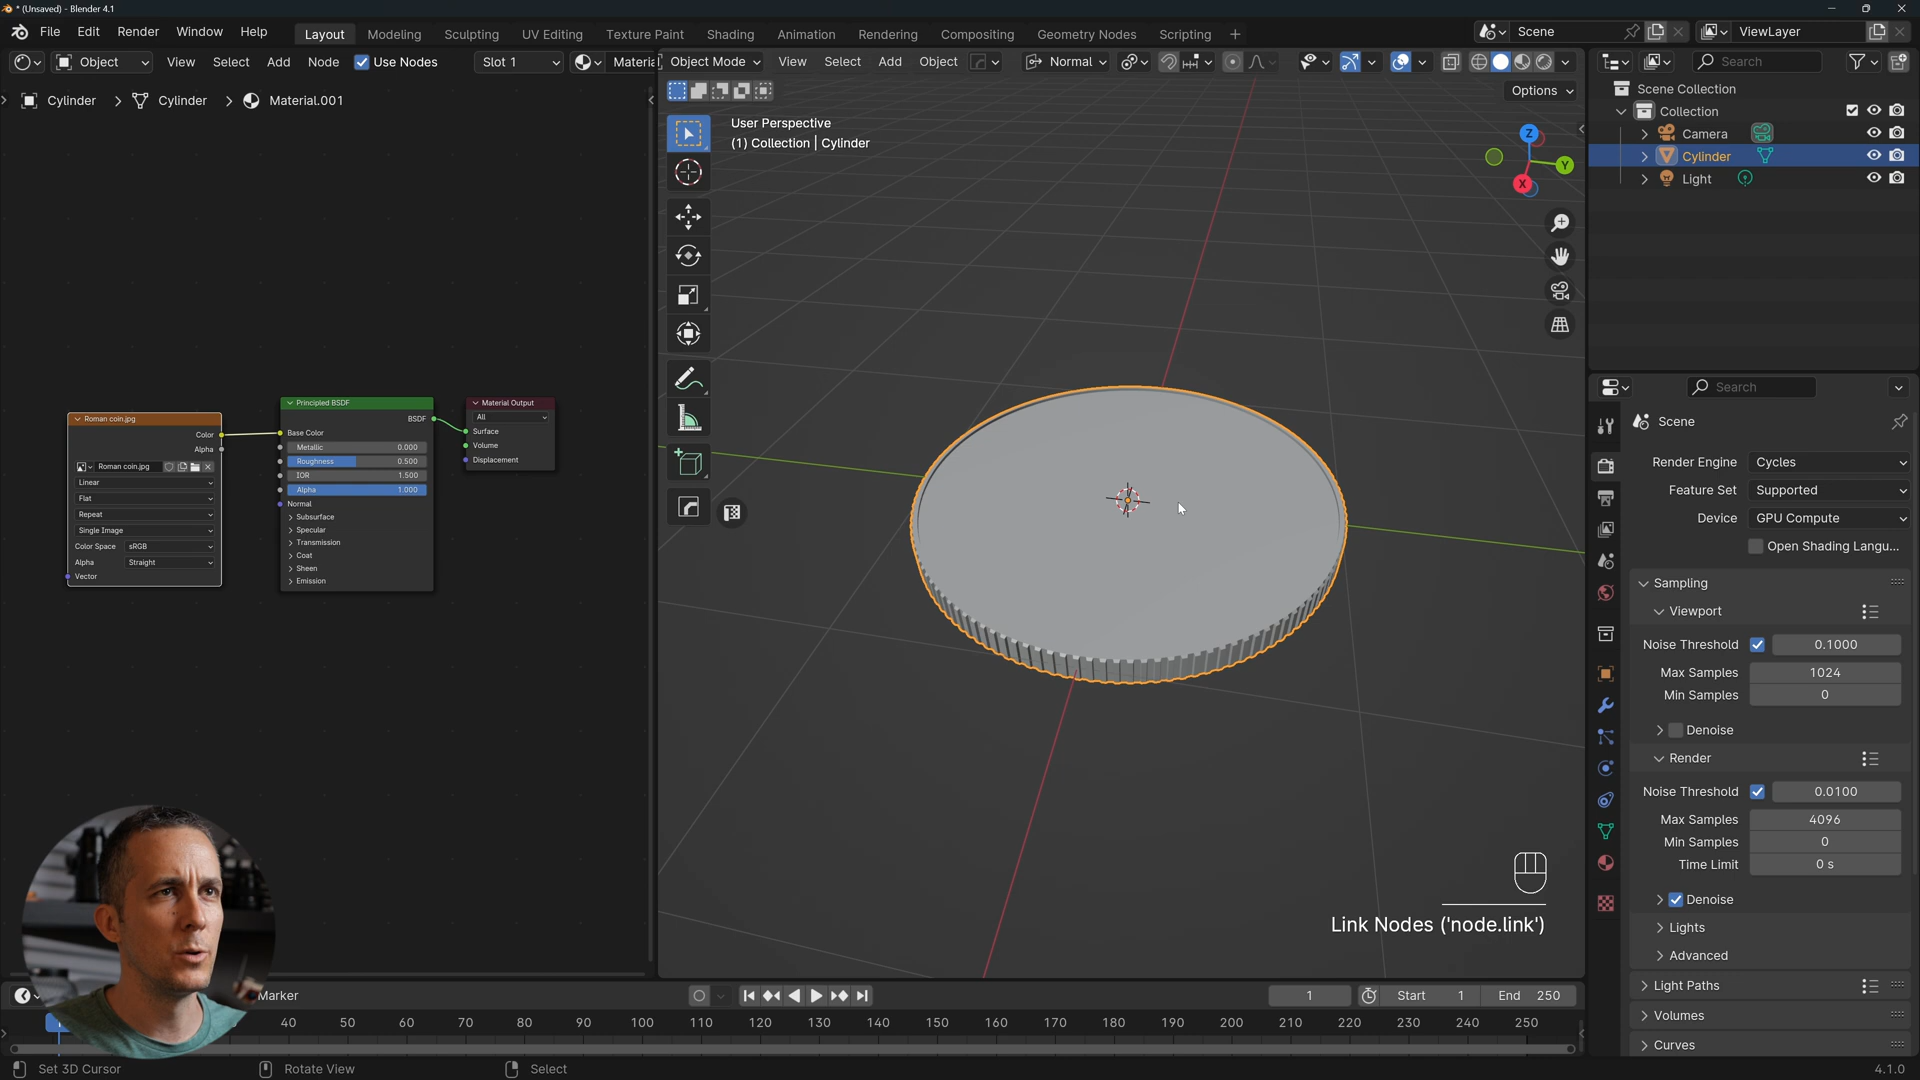 * (Unsaved) - Blender 4.1
File Edit Render Window Help
Layout Modeling Sculpting UV Editing Texture Paint Shading Animation Rendering Compositing Geometry Nodes Scripting +
Scene
ViewLayer
Object View Select Add Node Use Nodes Slot 1 Materia
Object Mode View Select Add Object Normal
Search
Options
Cylinder > Cylinder > Material.001
User Perspective
(1) Collection | Cylinder
Z
Y
X
Scene Collection
Collection
Camera
Cylinder
Light
Roman coin.jpg
Color
Alpha
Roman coin.jpg
Linear
Flat
Repeat
Single Image
Color Space sRGB
Alpha Straight
Vector
Principled BSDF
BSDF
Base Color
Metallic 0.000
Roughness 0.500
IOR 1.500
Alpha 1.000
Normal
Subsurface
Specular
Transmission
Coat
Sheen
Emission
Material Output
All
Surface
Volume
Displacement
Search
Scene
Render Engine Cycles
Feature Set Supported
Device GPU Compute
Open Shading Langu...
Sampling
Viewport
Noise Threshold 0.1000
Max Samples 1024
Min Samples 0
Denoise
Render
Noise Threshold 0.0100
Max Samples 4096
Min Samples 0
Time Limit 0 s
Denoise
Lights
Advanced
Light Paths
Volumes
Curves
Link Nodes ('node.link')
Marker
1 Start 1 End 250
40 50 60 70 80 90 100 110 120 130 140 150 160 170 180 190 200 210 220 230 240 250
Set 3D Cursor Rotate View Select
4.1.0